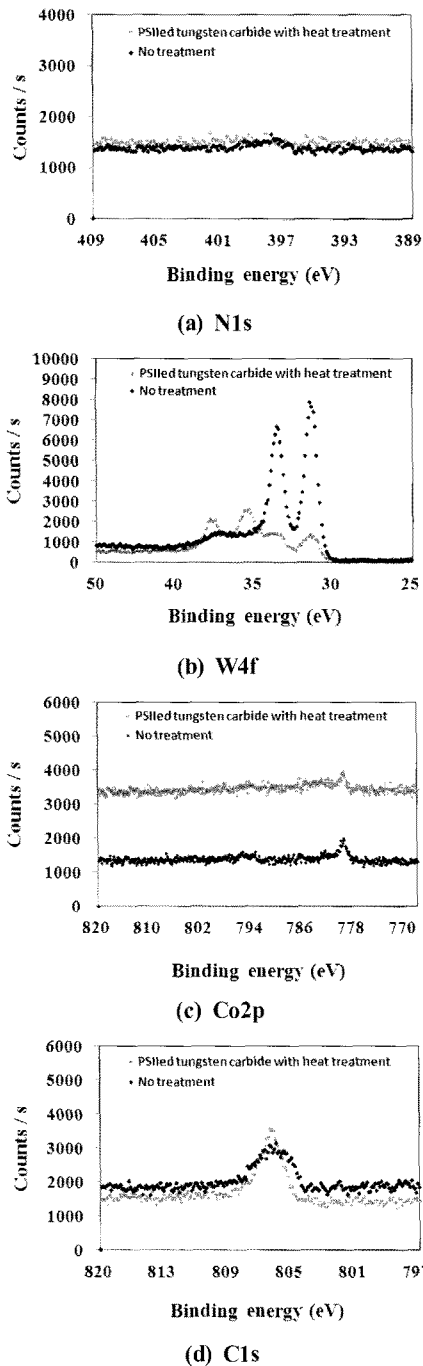 4000
3000
2000
1000
0
Counts / s
PSIIed tungsten carbide with heat treatment
No treatment
409 405 401 397 393 389
Binding energy (eV)
(a) N1s
10000
9000
8000
7000
6000
5000
4000
3000
2000
1000
0
Counts / s
PSIIed tungsten carbide with heat treatment
No treatment
50 40 35 30 25
Binding energy (eV)
(b) W4f
6000
5000
4000
3000
2000
1000
0
Counts / s
PSIIed tungsten carbide with heat treatment
No treatment
820 810 802 794 786 778 770
Binding energy (eV)
(c) Co2p
6000
5000
4000
3000
2000
1000
0
Counts / s
PSIIed tungsten carbide with heat treatment
No treatment
820 813 809 805 801 797
Binding energy (eV)
(d) C1s